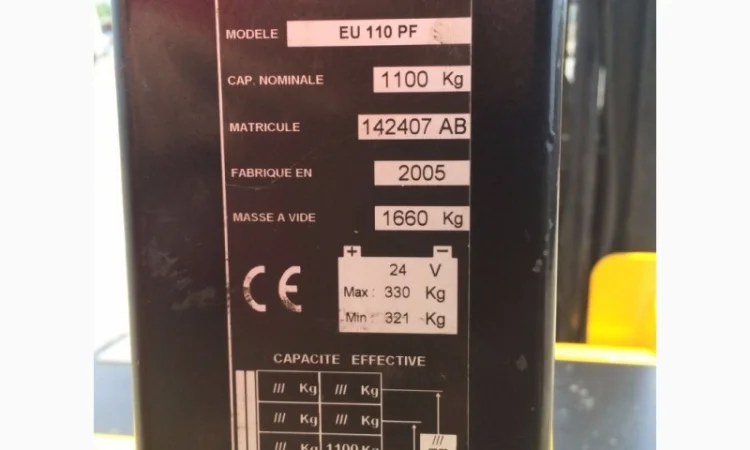 MODELE EU 110 PF
CAP. NOMINALE 1100 Kg
MATRICULE 142407 AB
FABRIQUE EN 2005
MASSE A VIDE 1660 Kg
+ −
24 V
CE
Max : 330 Kg
Min : 321 Kg
CAPACITE EFFECTIVE
/// Kg /// Kg
/// Kg /// Kg
///
/// Kg 1100 Kg